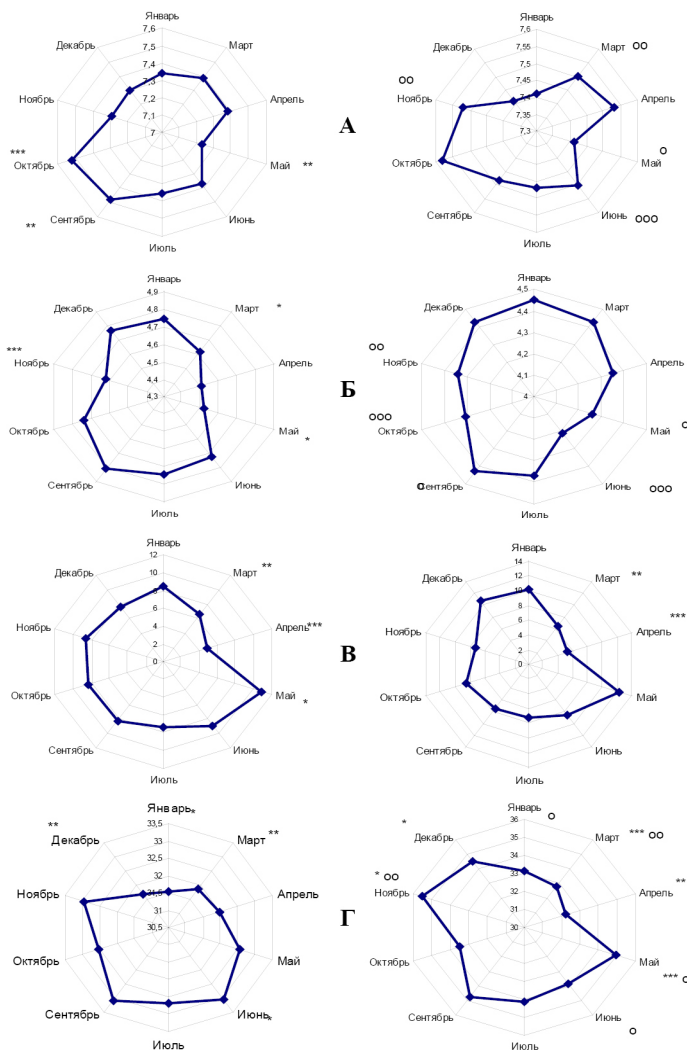 Январь
7,6
7,5
7,4
7,3
7,2
7,1
7
Март
Апрель
Май
**
Июнь
Июль
Сентябрь
**
Октябрь
***
Ноябрь
Декабрь
А
Январь
7,6
7,55
7,5
7,45
7,4
7,35
7,3
Март оо
Апрель
о
Май
Июнь ооо
Июль
Сентябрь
Октябрь
Ноябрь
оо
Декабрь
Январь
4,9
4,8
4,7
4,6
4,5
4,4
4,3
Март
*
Апрель
Май
*
Июнь
Июль
Сентябрь
Октябрь
Ноябрь
***
Декабрь
Б
Январь
4,5
4,4
4,3
4,2
4,1
4
Март
Апрель
Май
о
Июнь
ооо
Июль
Сентябрь
Октябрь
ооо
Ноябрь
оо
Декабрь
Январь
12
10
8
6
4
2
0
Март **
Апрель ***
Май
*
Июнь
Июль
Сентябрь
Октябрь
Ноябрь
Декабрь
В
Январь
14
12
10
8
6
4
2
0
Март
**
Апрель
***
Май
Июнь
Июль
Сентябрь
Октябрь
Ноябрь
Декабрь
Январь*
33,5
33
32,5
32
31,5
31
30,5
Март **
Апрель
Май
Июнь*
Июль
Сентябрь
Октябрь
Ноябрь
Декабрь
**
Г
Январь
о
36
35
34
33
32
31
30
Март *** оо
Апрель **
Май
*** о
Июнь
о
Июль
Сентябрь
Октябрь
Ноябрь
* оо
Декабрь
*